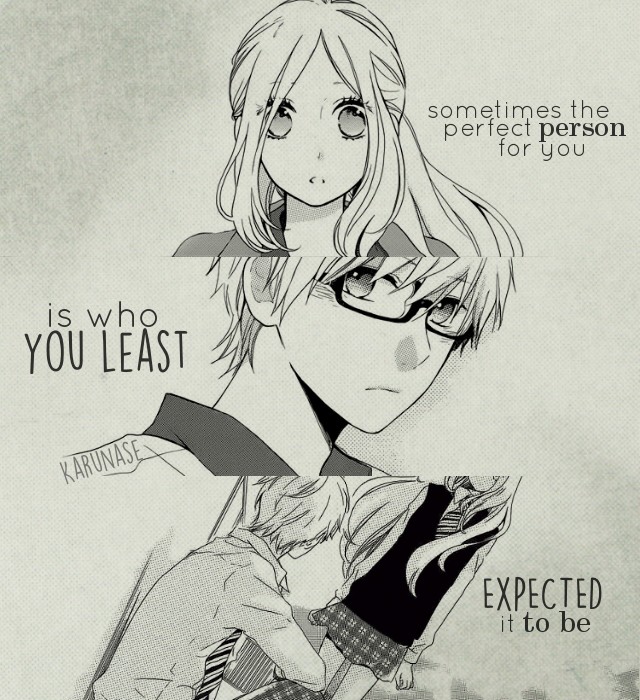 sometimes the
perfect person
for you
is who
YOU LEAST
KARUNASE
EXPECTED
it to be